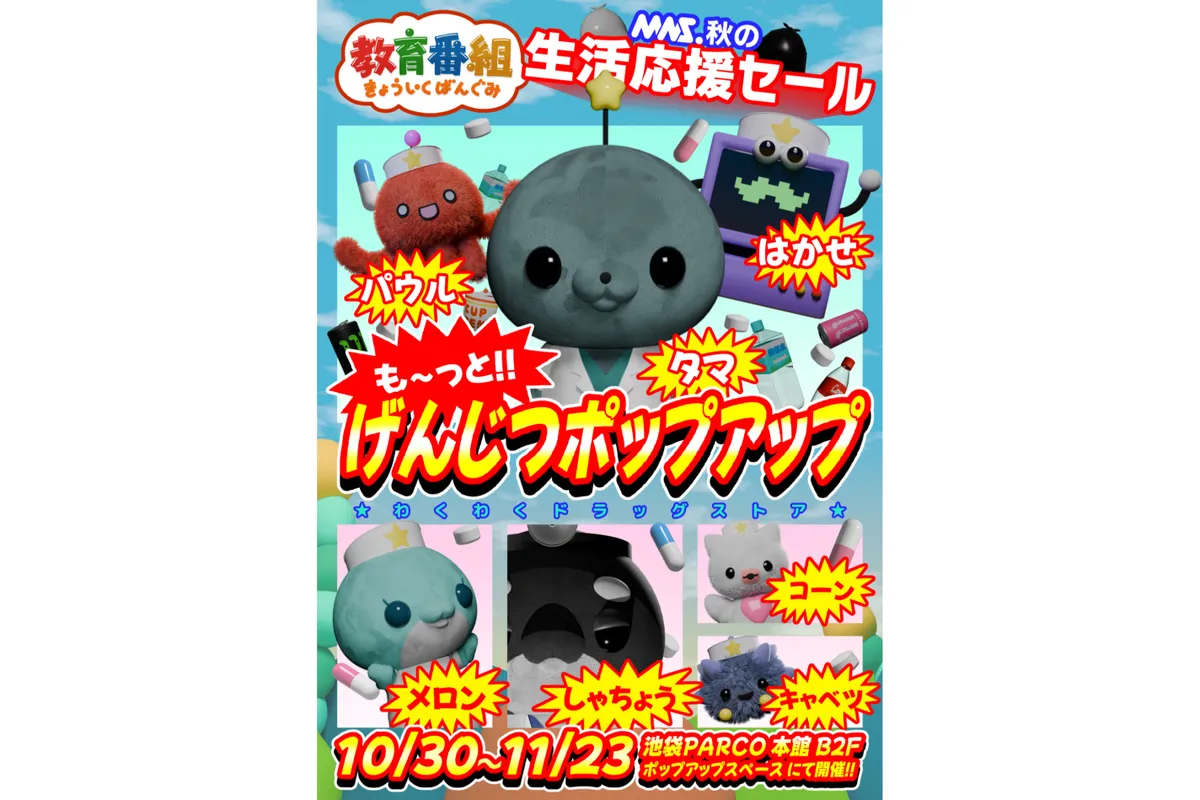 教育番組
きょういくばんぐみ
MNS.秋の
生活応援セール
パウル
はかせ
CUP
も〜っと!!
タマ
げんじつポップアップ
★わくわくドラッグストア★
コーン
メロン
しゃちょう
キャベツ
10/30~11/23
池袋PARCO 本館 B2F
ポップアップスペースにて開催!!